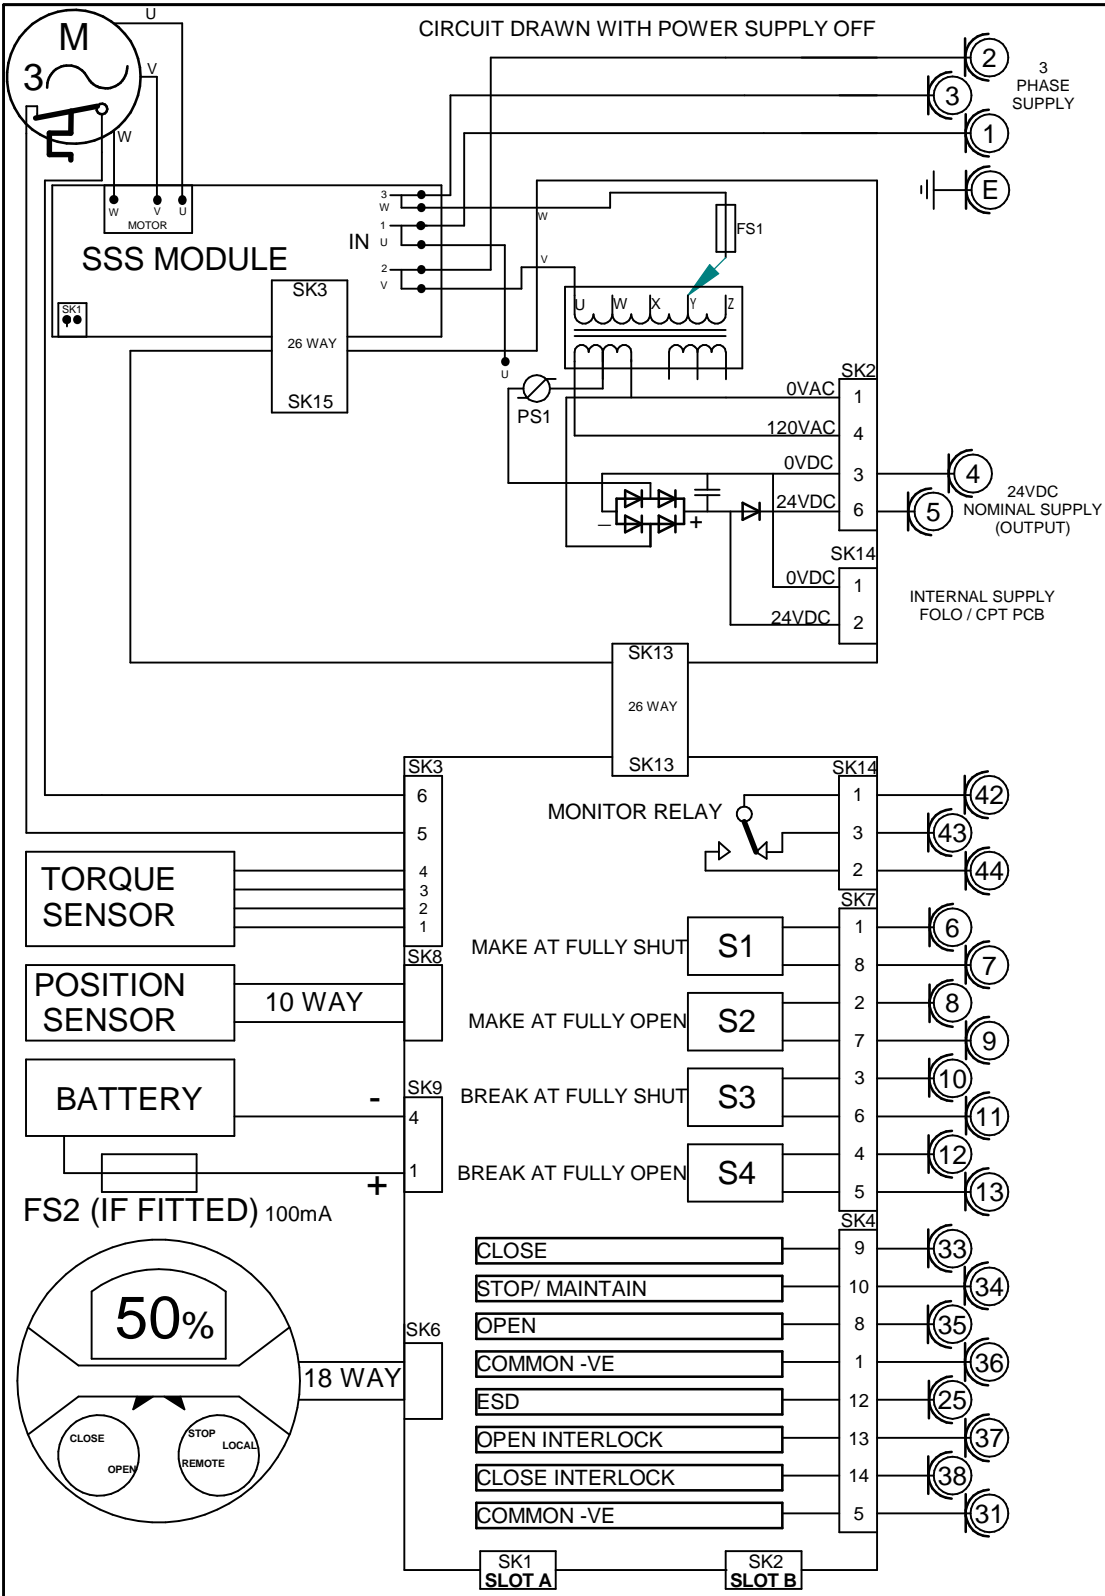 CIRCUIT DRAWN WITH POWER SUPPLY OFF
M
3
U
V
W
2
3
1
E
3
PHASE
SUPPLY
W
V
U
MOTOR
SSS MODULE
IN
3
W
1
U
2
V
SK1
SK3
26 WAY
SK15
W
V
U
FS1
U
W
X
Y
Z
PS1
SK2
0VAC
1
120VAC
4
0VDC
3
4
24VDC
6
5
24VDC
NOMINAL SUPPLY
(OUTPUT)
+
–
SK14
0VDC
1
24VDC
2
INTERNAL SUPPLY
FOLO / CPT PCB
SK13
26 WAY
SK13
SK3
6
5
4
3
2
1
TORQUE
SENSOR
SK8
POSITION
SENSOR
10 WAY
BATTERY
-
SK9
4
1
+
FS2 (IF FITTED) 100mA
50%
CLOSE
OPEN
STOP
LOCAL
REMOTE
18 WAY
SK6
MONITOR RELAY
SK14
1
42
3
43
2
44
SK7
MAKE AT FULLY SHUT
S1
1
6
8
7
MAKE AT FULLY OPEN
S2
2
8
7
9
BREAK AT FULLY SHUT
S3
3
10
6
11
BREAK AT FULLY OPEN
S4
4
12
5
13
SK4
CLOSE
9
33
STOP/ MAINTAIN
10
34
OPEN
8
35
COMMON -VE
1
36
ESD
12
25
OPEN INTERLOCK
13
37
CLOSE INTERLOCK
14
38
COMMON -VE
5
31
SK1
SLOT A
SK2
SLOT B